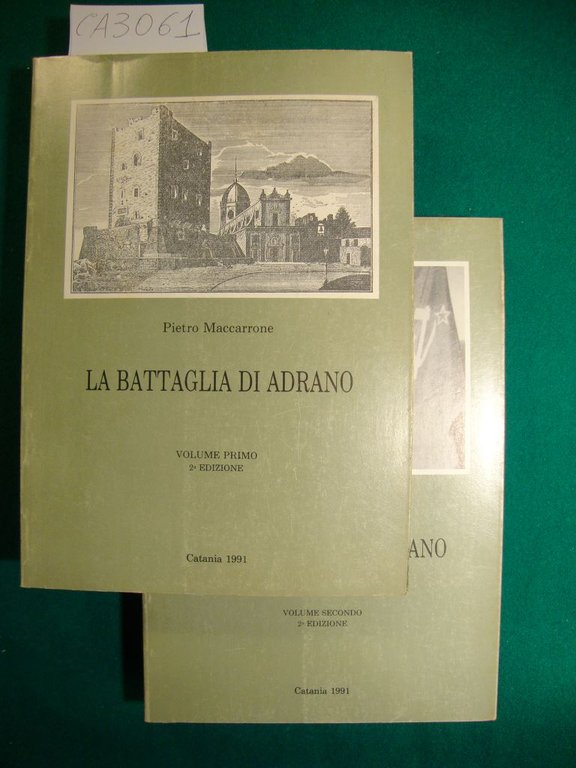 CA3061
Pietro Maccarrone
LA BATTAGLIA DI ADRANO
VOLUME PRIMO
2ª EDIZIONE
Catania 1991
ANO
VOLUME SECONDO
2ª EDIZIONE
Catania 1991